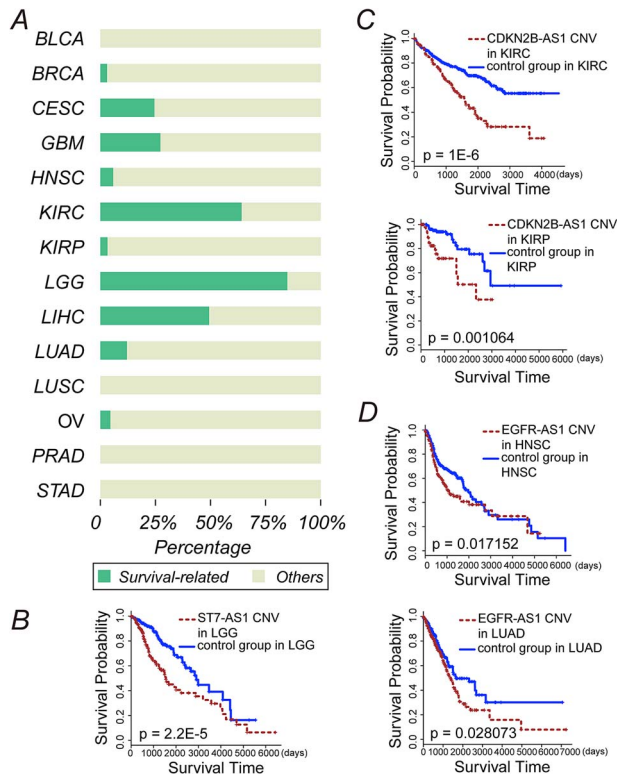 A
BLCA
BRCA
CESC
GBM
HNSC
KIRC
KIRP
LGG
LIHC
LUAD
LUSC
OV
PRAD
STAD
0 25% 50% 75% 100%
Percentage
Survival-related Others
B
Survival Probability
0.0 0.2 0.4 0.6 0.8 1.0
ST7-AS1 CNV
in LGG
control group in LGG
p = 2.2E-5
0 1000 2000 3000 4000 5000 6000 (days)
Survival Time
C
Survival Probability
0.0 0.2 0.4 0.6 0.8 1.0
CDKN2B-AS1 CNV
in KIRC
control group in KIRC
p = 1E-6
0 1000 2000 3000 4000 (days)
Survival Time
Survival Probability
0.0 0.2 0.4 0.6 0.8 1.0
CDKN2B-AS1 CNV
in KIRP
control group in
KIRP
p = 0.001064
0 1000 2000 3000 4000 5000 6000 (days)
Survival Time
D
Survival Probability
0.0 0.2 0.4 0.6 0.8 1.0
EGFR-AS1 CNV
in HNSC
control group in
HNSC
p = 0.017152
0 1000 2000 3000 4000 5000 6000 (days)
Survival Time
Survival Probability
0.0 0.2 0.4 0.6 0.8 1.0
EGFR-AS1 CNV
in LUAD
control group in LUAD
p = 0.028073
0 1000 2000 3000 4000 5000 6000 7000 (days)
Survival Time